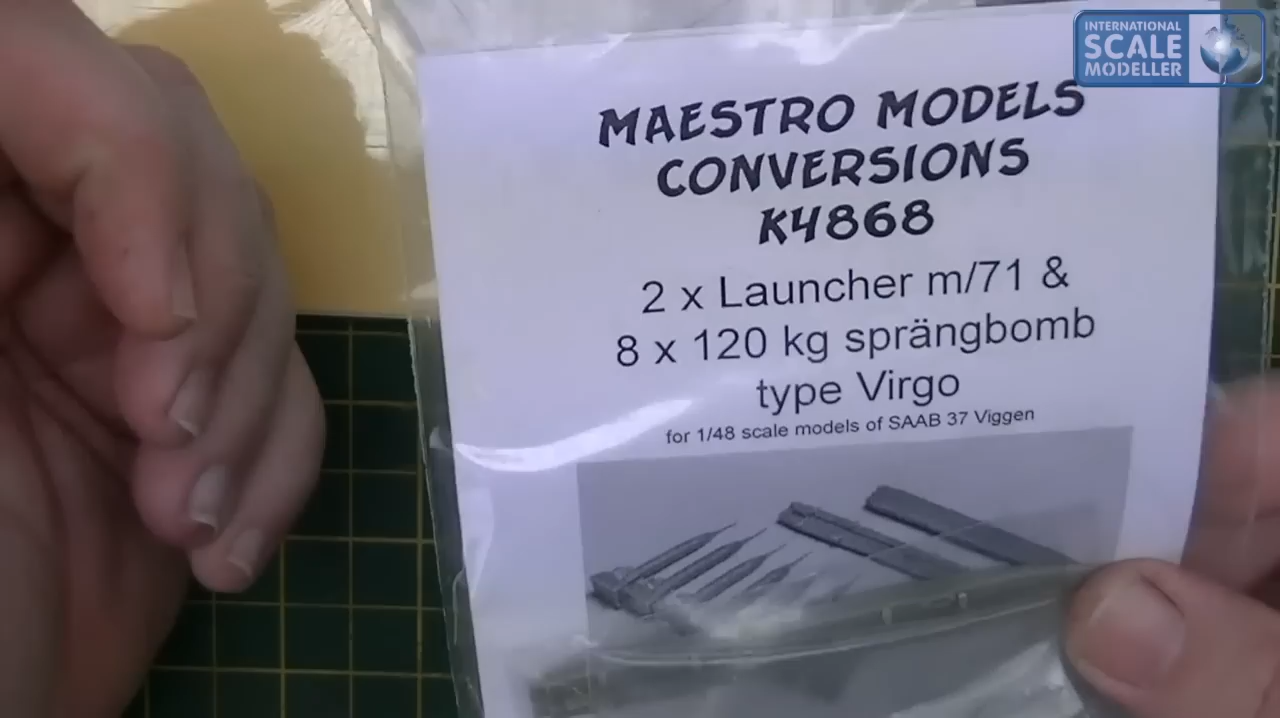 INTERNATIONAL
SCALE
MODELLER
MAESTRO MODELS
CONVERSIONS
K4868
2 x Launcher m/71 &
8 x 120 kg sprängbomb
type Virgo
for 1/48 scale models of SAAB 37 Viggen